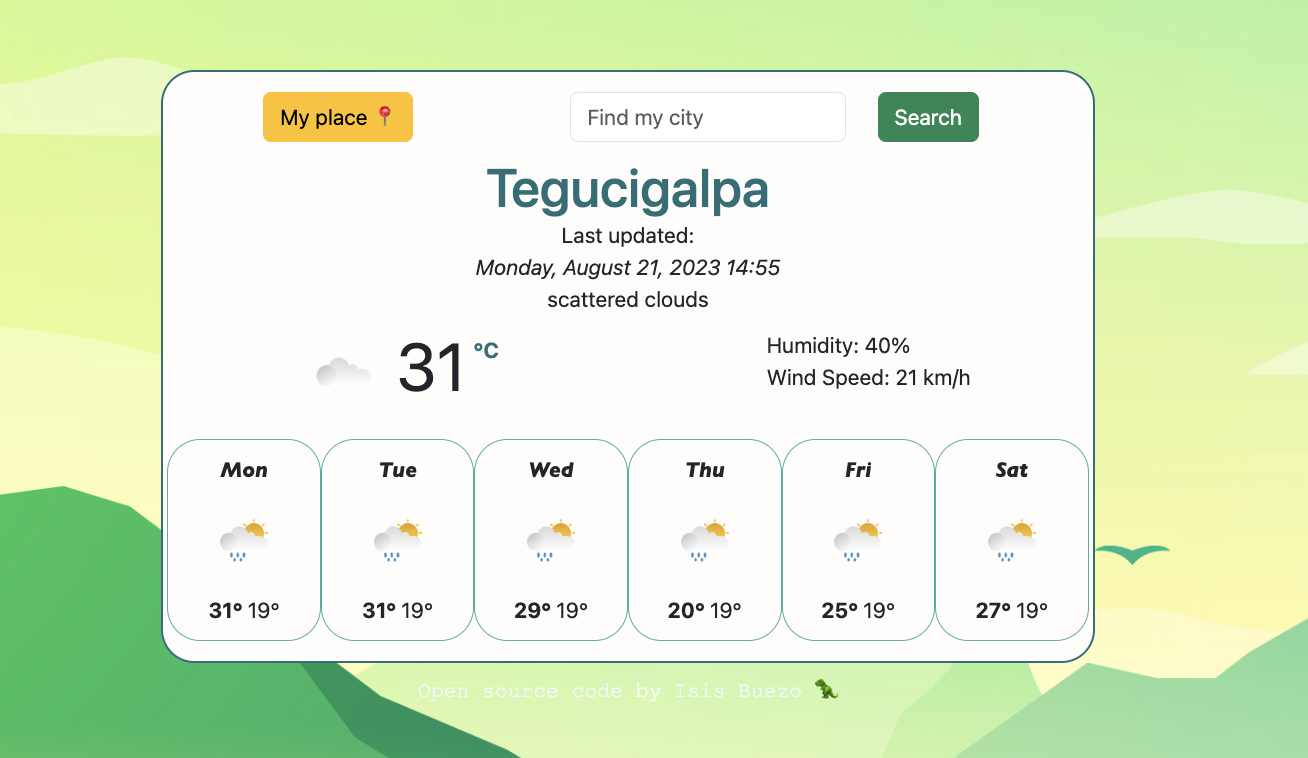 My place 📍 Find my city Search
Tegucigalpa
Last updated:
Monday, August 21, 2023 14:55
scattered clouds
31 °C
Humidity: 40%
Wind Speed: 21 km/h
Mon Tue Wed Thu Fri Sat
31° 19° 31° 19° 29° 19° 20° 19° 25° 19° 27° 19°
Open source code by Isis Buezo 🦖